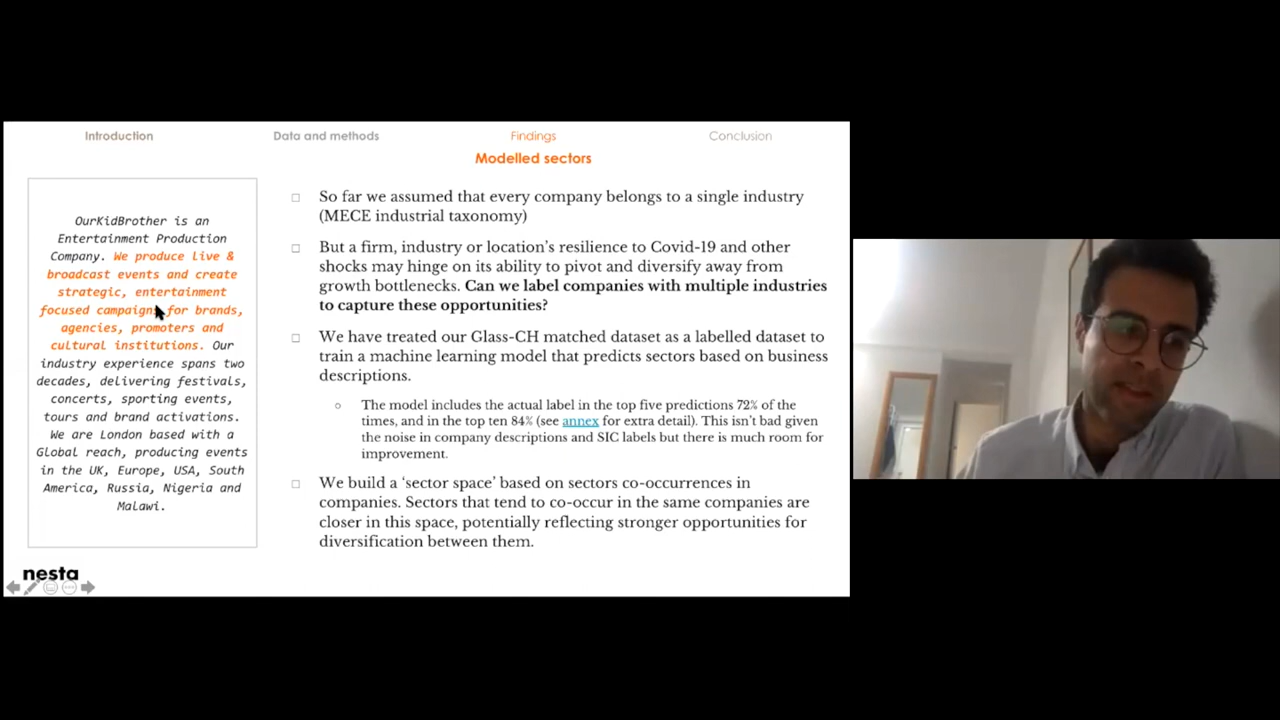 Introduction
Data and methods
Findings
Conclusion
Modelled sectors
OurKidBrother is an
Entertainment Production
Company. We produce live &
broadcast events and create
strategic, entertainment
focused campaigns for brands,
agencies, promoters and
cultural institutions. Our
industry experience spans two
decades, delivering festivals,
concerts, sporting events,
tours and brand activations.
We are London based with a
Global reach, producing events
in the UK, Europe, USA, South
America, Russia, Nigeria and
Malawi.
So far we assumed that every company belongs to a single industry
(MECE industrial taxonomy)
But a firm, industry or location's resilience to Covid-19 and other
shocks may hinge on its ability to pivot and diversify away from
growth bottlenecks. Can we label companies with multiple industries
to capture these opportunities?
We have treated our Glass-CH matched dataset as a labelled dataset to
train a machine learning model that predicts sectors based on business
descriptions.
The model includes the actual label in the top five predictions 72% of the
times, and in the top ten 84% (see annex for extra detail). This isn't bad given
the noise in company descriptions and SIC labels but there is much room for
improvement.
We build a 'sector space' based on sectors co-occurrences in
companies. Sectors that tend to co-occur in the same companies are
closer in this space, potentially reflecting stronger opportunities for
diversification between them.
nesta